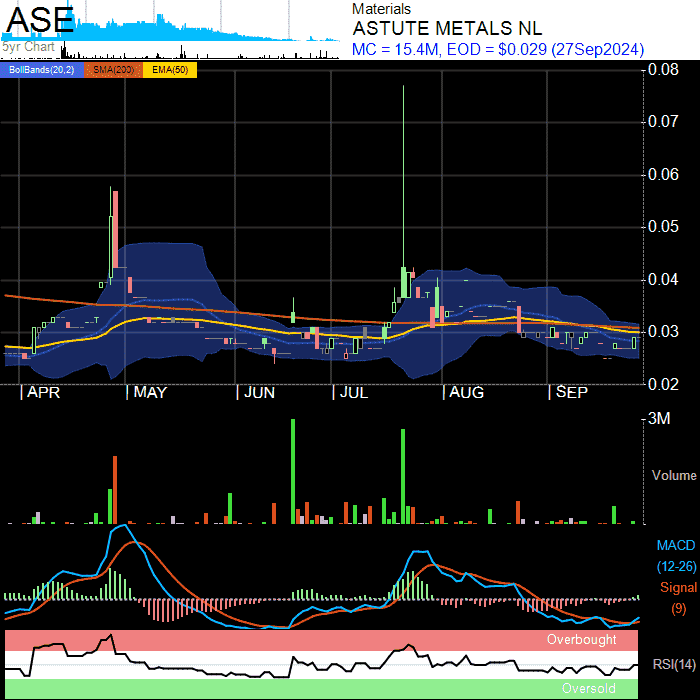 ASE
5yr Chart
Materials
ASTUTE METALS NL
MC = 15.4M, EOD = $0.029 (27Sep2024)
BollBands(20,2) SMA(200) EMA(50)
0.08
0.07
0.06
0.05
0.04
0.03
0.02
APR MAY JUN JUL AUG SEP
3M
Volume
MACD
(12-26)
Signal
(9)
Overbought
RSI(14)
Oversold